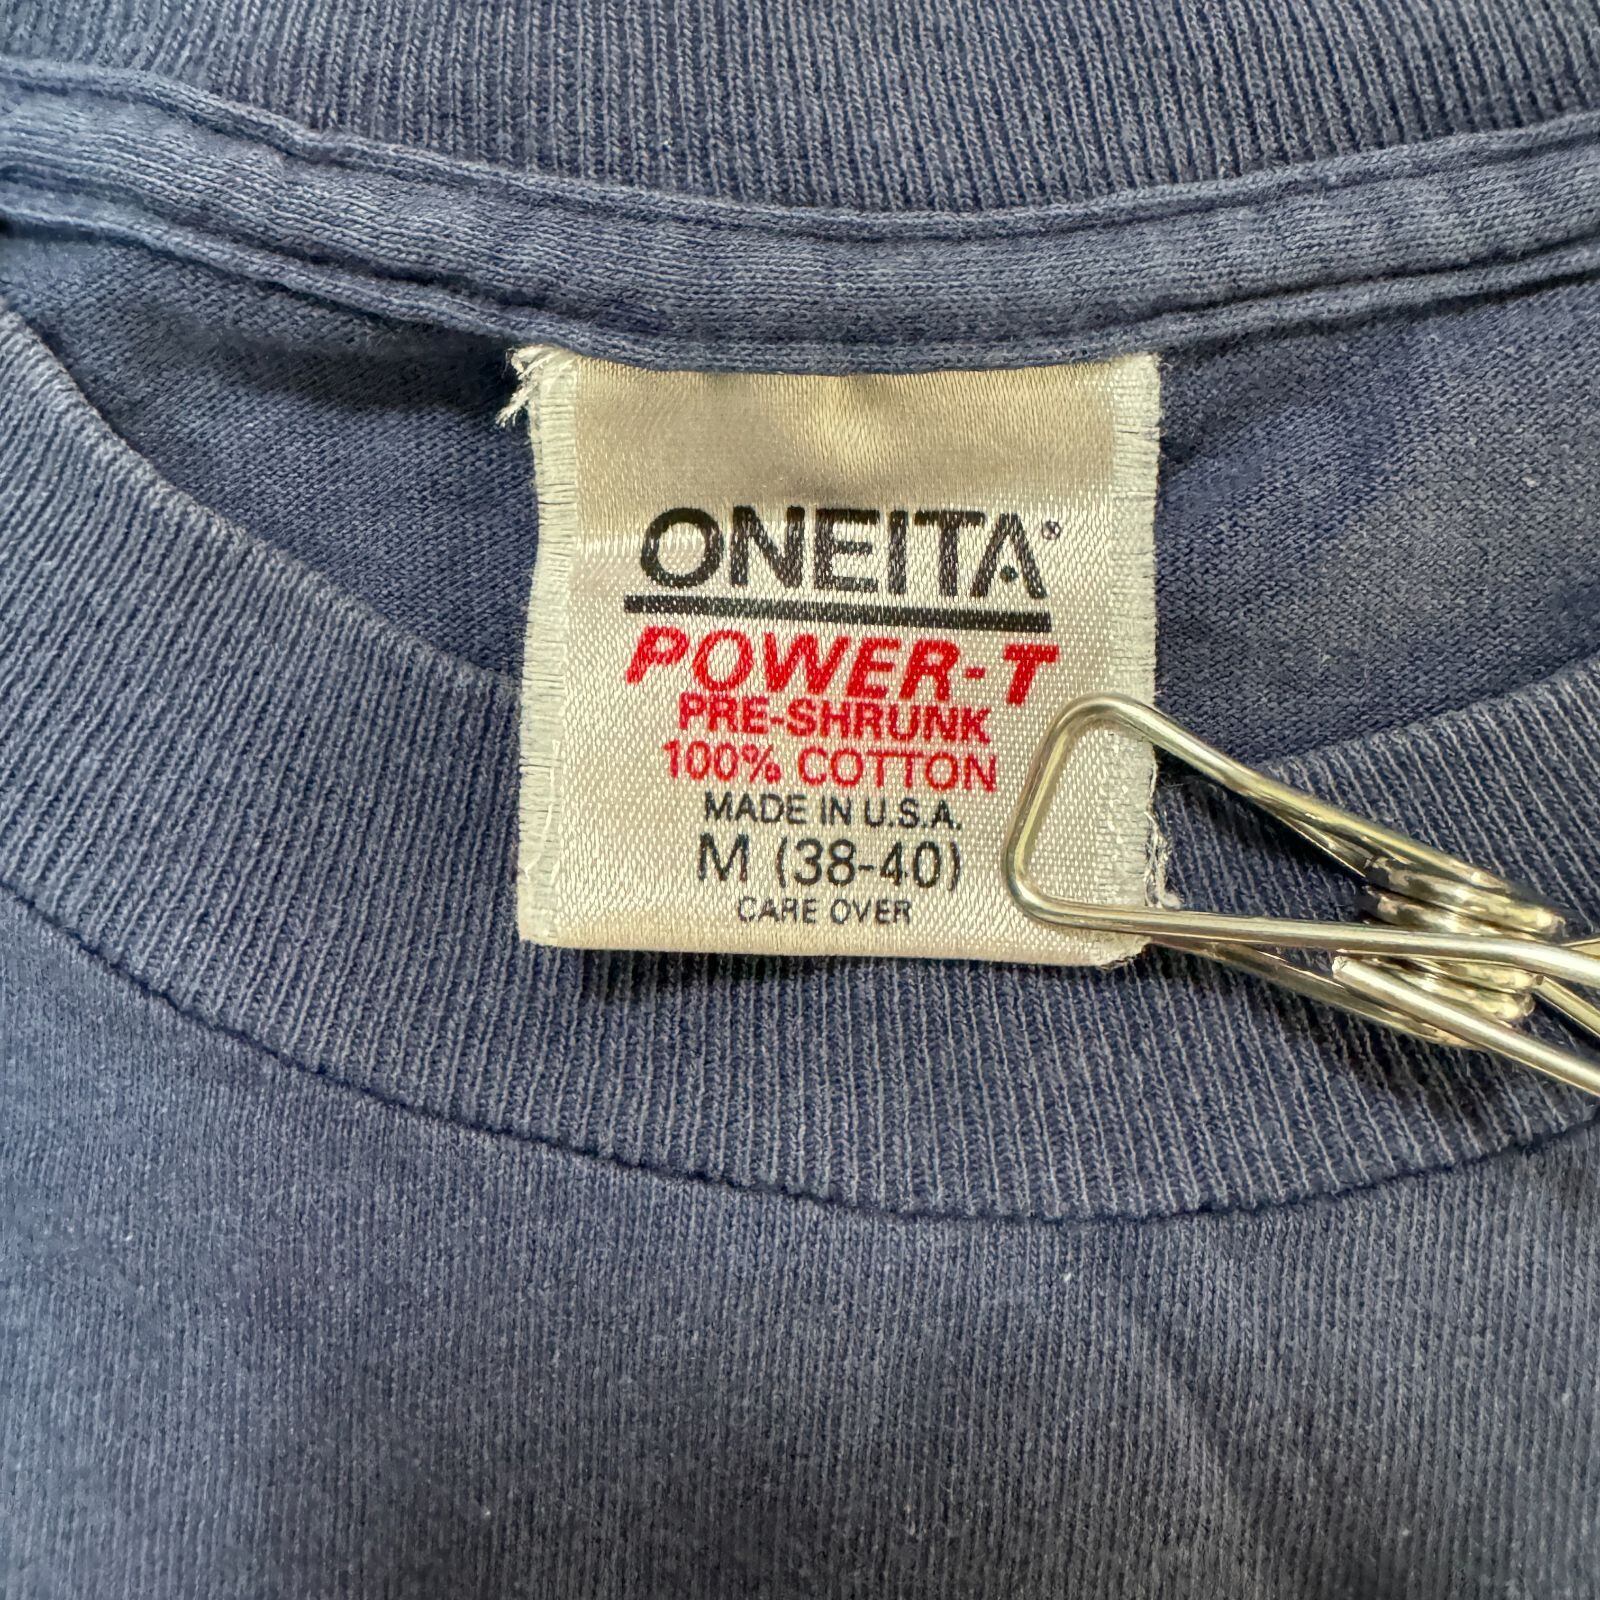 ONEITA®
POWER-T
PRE-SHRUNK
100% COTTON
MADE IN U.S.A.
M (38-40)
CARE OVER